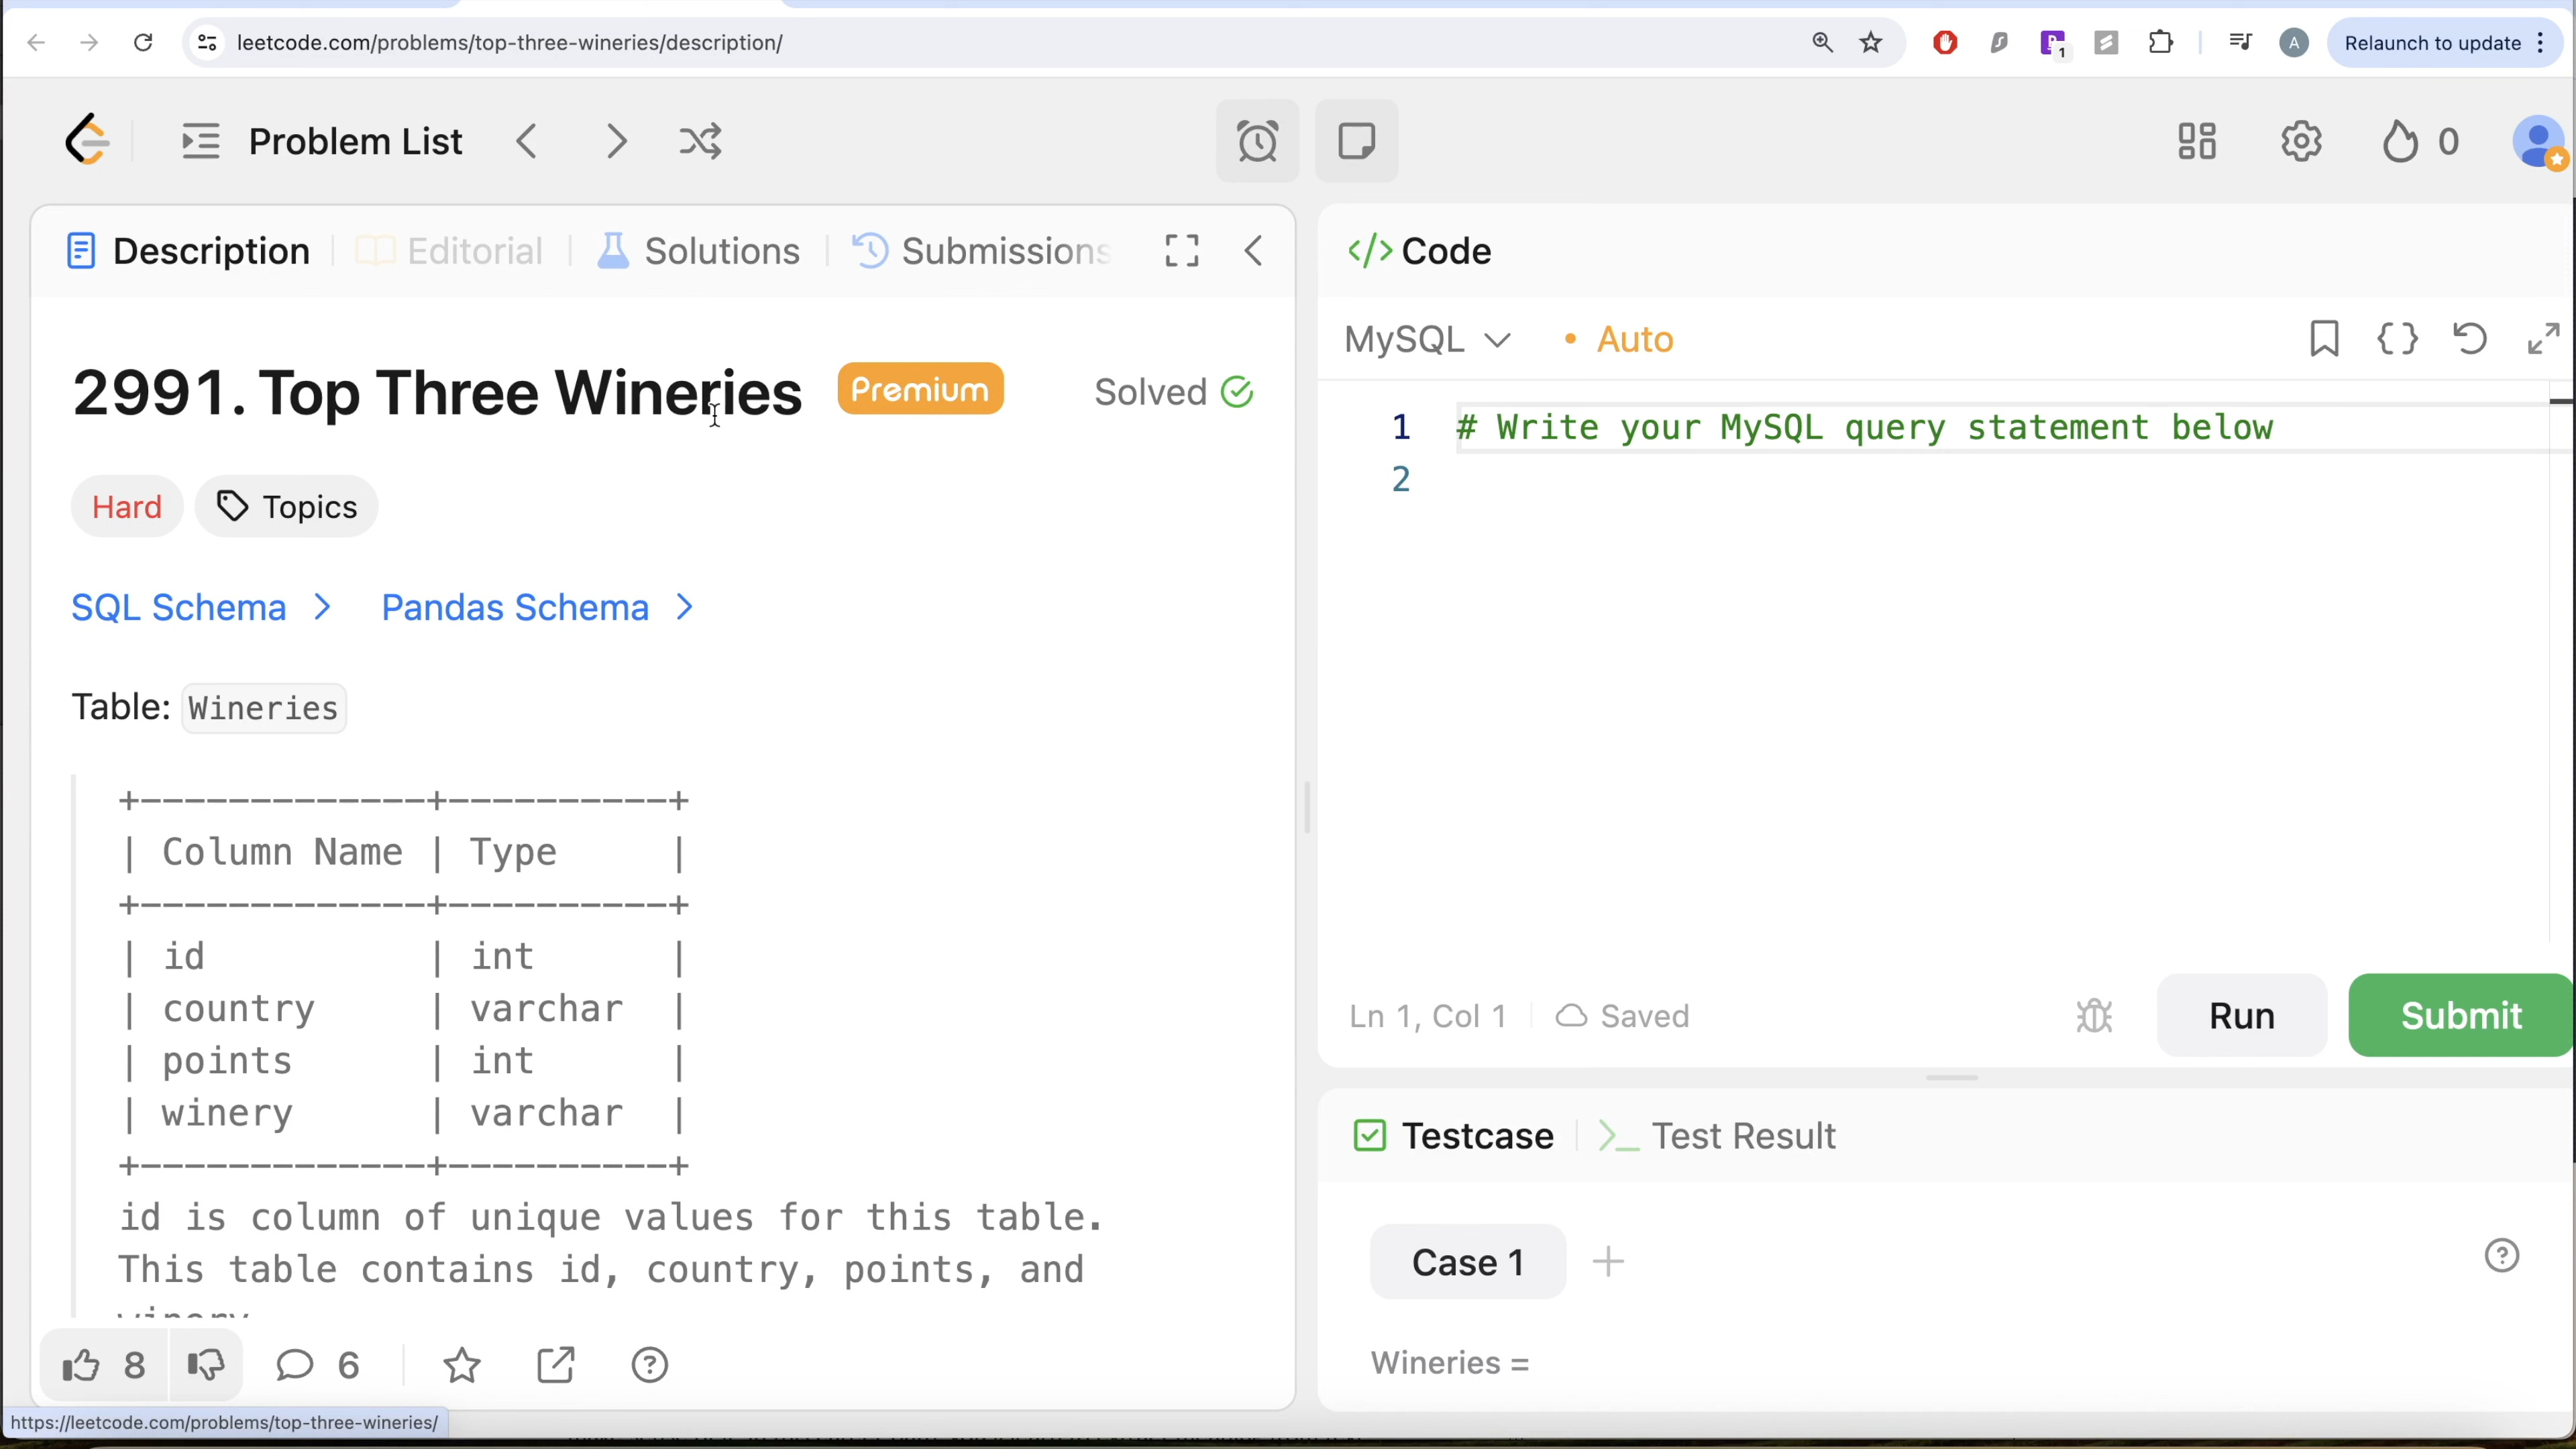 leetcode.com/problems/top-three-wineries/description/
1
A
Relaunch to update
Problem List
0
Description
Editorial
Solutions
Submissions
2991. Top Three Wineries
Premium
Solved
Hard
Topics
SQL Schema
Pandas Schema
Table: Wineries
+-------------+----------+
| Column Name | Type     |
+-------------+----------+
| id          | int      |
| country     | varchar  |
| points      | int      |
| winery      | varchar  |
+-------------+----------+
id is column of unique values for this table.
This table contains id, country, points, and
8
6
https://leetcode.com/problems/top-three-wineries/
</> Code
MySQL
• Auto
1 # Write your MySQL query statement below
2
Ln 1, Col 1
Saved
Run
Submit
Testcase
Test Result
Case 1
Wineries =